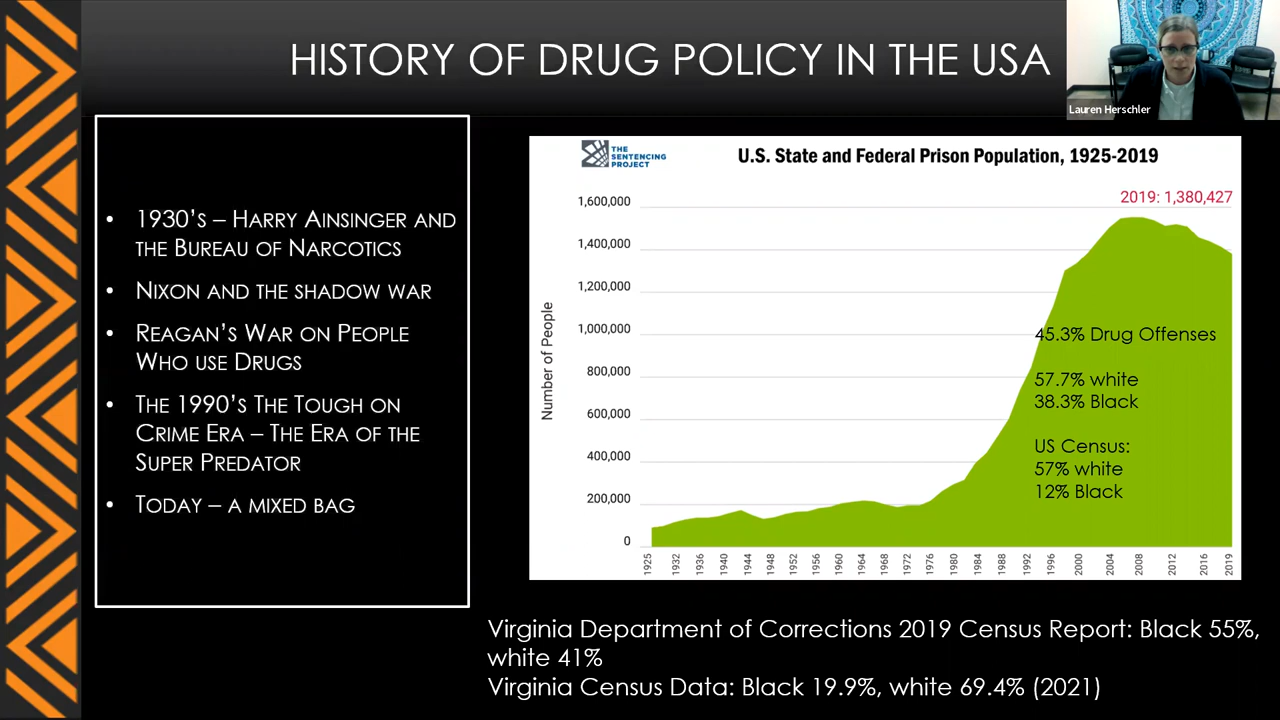 HISTORY OF DRUG POLICY IN THE USA
Lauren Herschler
• 1930's – Harry Ainsinger and
the Bureau of Narcotics
• Nixon and the shadow war
• Reagan's War on People
Who use Drugs
• The 1990's The Tough on
Crime Era – The Era of the
Super Predator
• Today – a mixed bag
THE
SENTENCING
PROJECT
U.S. State and Federal Prison Population, 1925-2019
2019: 1,380,427
Number of People
1,600,000
1,400,000
1,200,000
1,000,000
800,000
600,000
400,000
200,000
0
45.3% Drug Offenses
57.7% white
38.3% Black
US Census:
57% white
12% Black
1925 1932 1936 1940 1944 1948 1952 1956 1960 1964 1968 1972 1976 1980 1984 1988 1992 1996 2000 2004 2008 2012 2016 2019
Virginia Department of Corrections 2019 Census Report: Black 55%,
white 41%
Virginia Census Data: Black 19.9%, white 69.4% (2021)